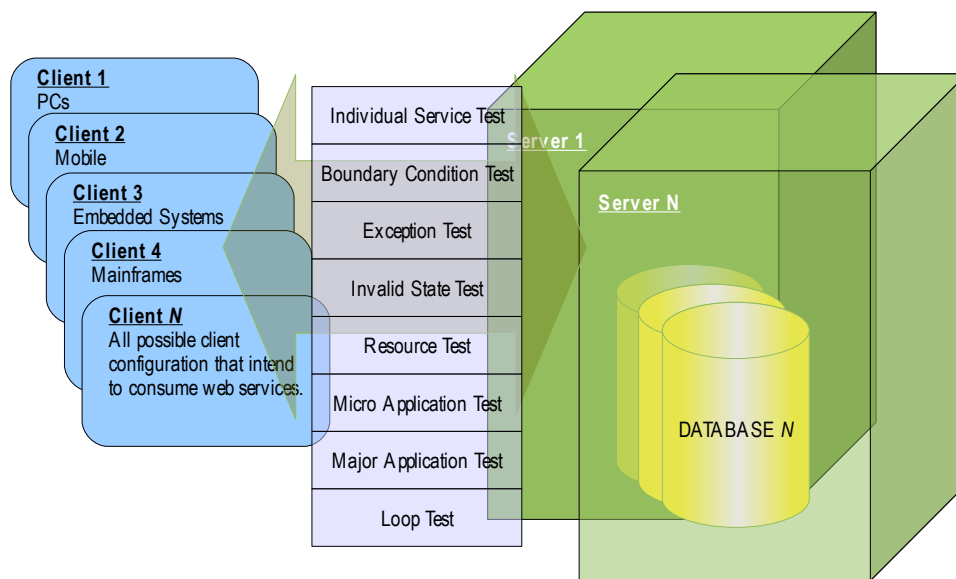 Client 1
PCs
Client 2
Mobile
Client 3
Embedded Systems
Client 4
Mainframes
Client N
All possible client
configuration that intend
to consume web services.
Individual Service Test
Boundary Condition Test
Exception Test
Invalid State Test
Resource Test
Micro Application Test
Major Application Test
Loop Test
Server 1
Server N
DATABASE N